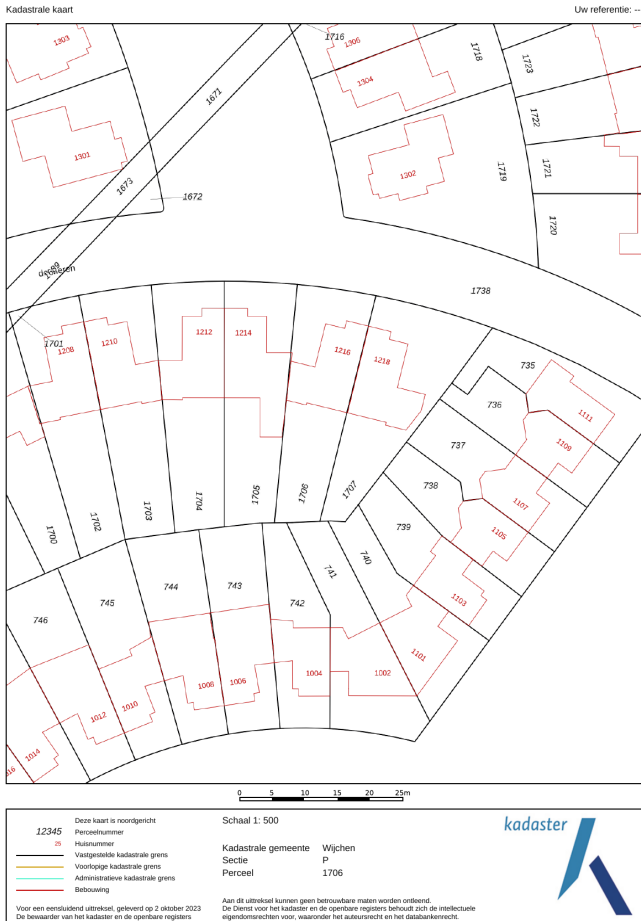 Kadastrale kaart
Uw referentie: --
1303
1716
1306
1718
1723
1304
1671
1722
1301
1302
1719
1721
1673
1672
1720
1738
1701
1208
1210
1212
1214
1216
1218
735
736
1111
737
1109
738
1107
1700
1702
1703
1704
1705
1706
1707
739
1105
740
741
746
745
744
743
742
1103
1101
1008
1006
1004
1002
1012
1010
1014
0 5 10 15 20 25m
Deze kaart is noordgericht
12345 Perceelnummer
25 Huisnummer
Vastgestelde kadastrale grens
Voorlopige kadastrale grens
Administratieve kadastrale grens
Bebouwing
Voor een eensluidend uittreksel, geleverd op 2 oktober 2023
De bewaarder van het kadaster en de openbare registers
Schaal 1: 500
Kadastrale gemeente Wijchen
Sectie P
Perceel 1706
Aan dit uittreksel kunnen geen betrouwbare maten worden ontleend.
De Dienst voor het kadaster en de openbare registers behoudt zich de intellectuele
eigendomsrechten voor, waaronder het auteursrecht en het databankenrecht.
kadaster